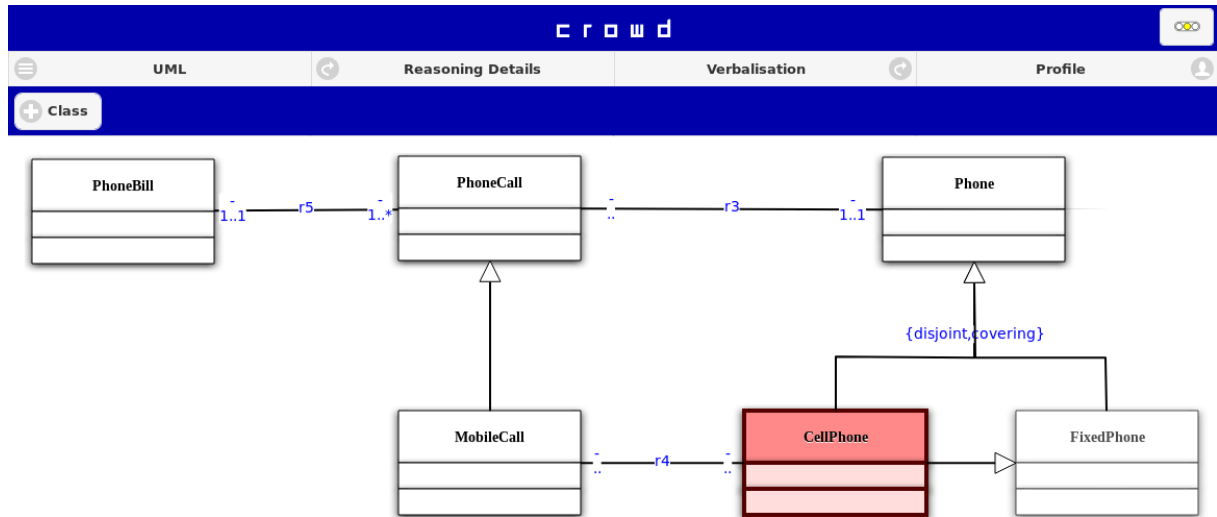 crowd
UML
Reasoning Details
Verbalisation
Profile
Class
PhoneBill
PhoneCall
Phone
-
1..1
r5
-
1..*
-
..
r3
-
1..1
{disjoint,covering}
MobileCall
CellPhone
FixedPhone
-
..
r4
-
..